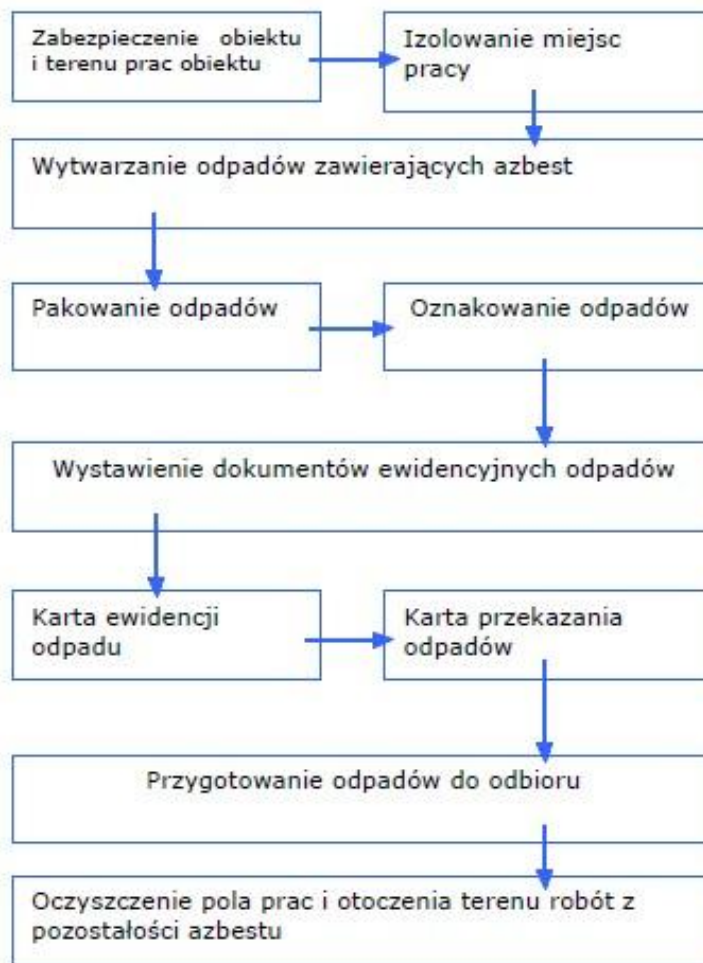 Zabezpieczenie obiektu
i terenu prac obiektu
Izolowanie miejsc
pracy
Wytwarzanie odpadów zawierających azbest
Pakowanie odpadów
Oznakowanie odpadów
Wystawienie dokumentów ewidencyjnych odpadów
Karta ewidencji
odpadu
Karta przekazania
odpadów
Przygotowanie odpadów do odbioru
Oczyszczenie pola prac i otoczenia terenu robót z
pozostałości azbestu